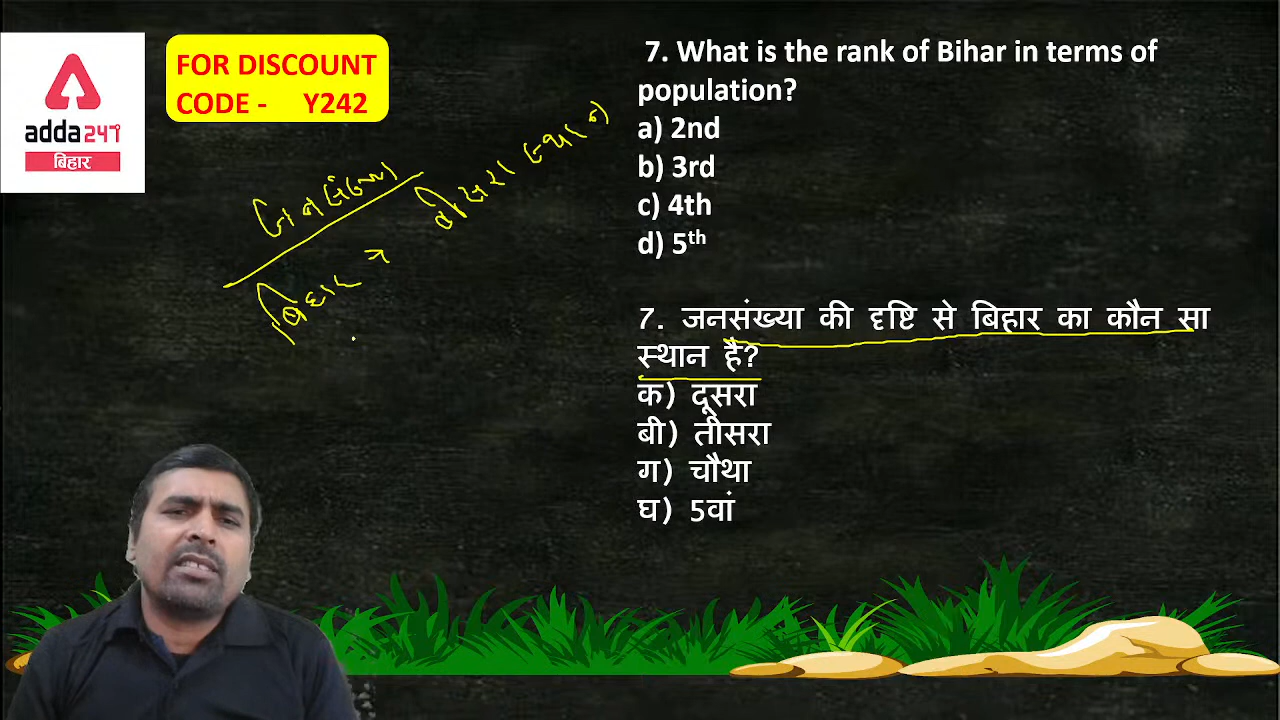 adda247
बिहार
FOR DISCOUNT
CODE - Y242
जनसंख्या
बिहार
तीसरा स्थान
7. What is the rank of Bihar in terms of
population?
a) 2nd
b) 3rd
c) 4th
d) 5th
7. जनसंख्या की दृष्टि से बिहार का कौन सा
स्थान है?
क) दूसरा
बी) तीसरा
ग) चौथा
घ) 5वां